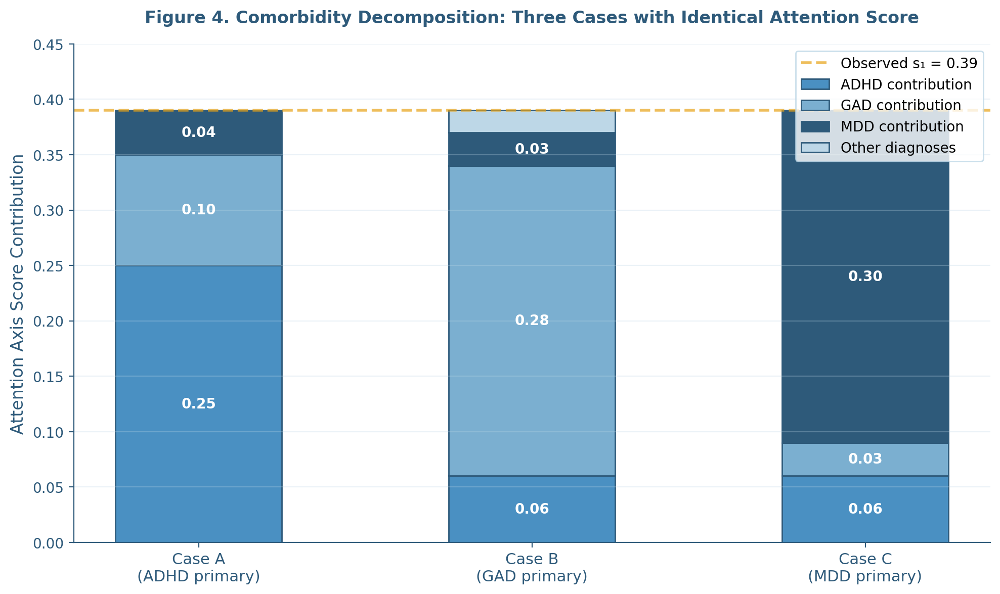 Figure 4. Comorbidity Decomposition: Three Cases with Identical Attention Score
Attention Axis Score Contribution
0.45
0.40
0.35
0.30
0.25
0.20
0.15
0.10
0.05
0.00
Observed s₁ = 0.39
ADHD contribution
GAD contribution
MDD contribution
Other diagnoses
0.04
0.10
0.25
0.03
0.28
0.06
0.30
0.03
0.06
Case A
(ADHD primary)
Case B
(GAD primary)
Case C
(MDD primary)